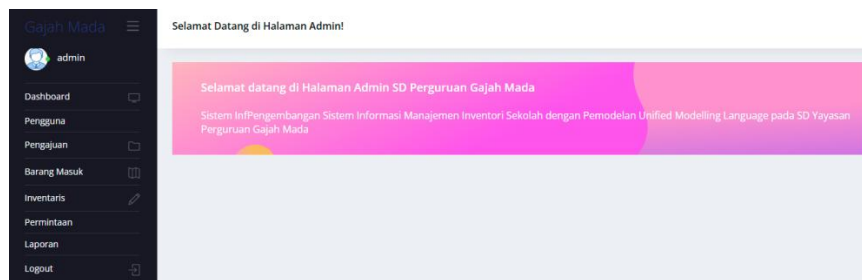 Gajah Mada
admin
Dashboard
Pengguna
Pengajuan
Barang Masuk
Inventaris
Permintaan
Laporan
Logout
Selamat Datang di Halaman Admin!
Selamat datang di Halaman Admin SD Perguruan Gajah Mada
Sistem InfPengembangan Sistem Informasi Manajemen Inventori Sekolah dengan Pemodelan Unified Modelling Language pada SD Yayasan
Perguruan Gajah Mada